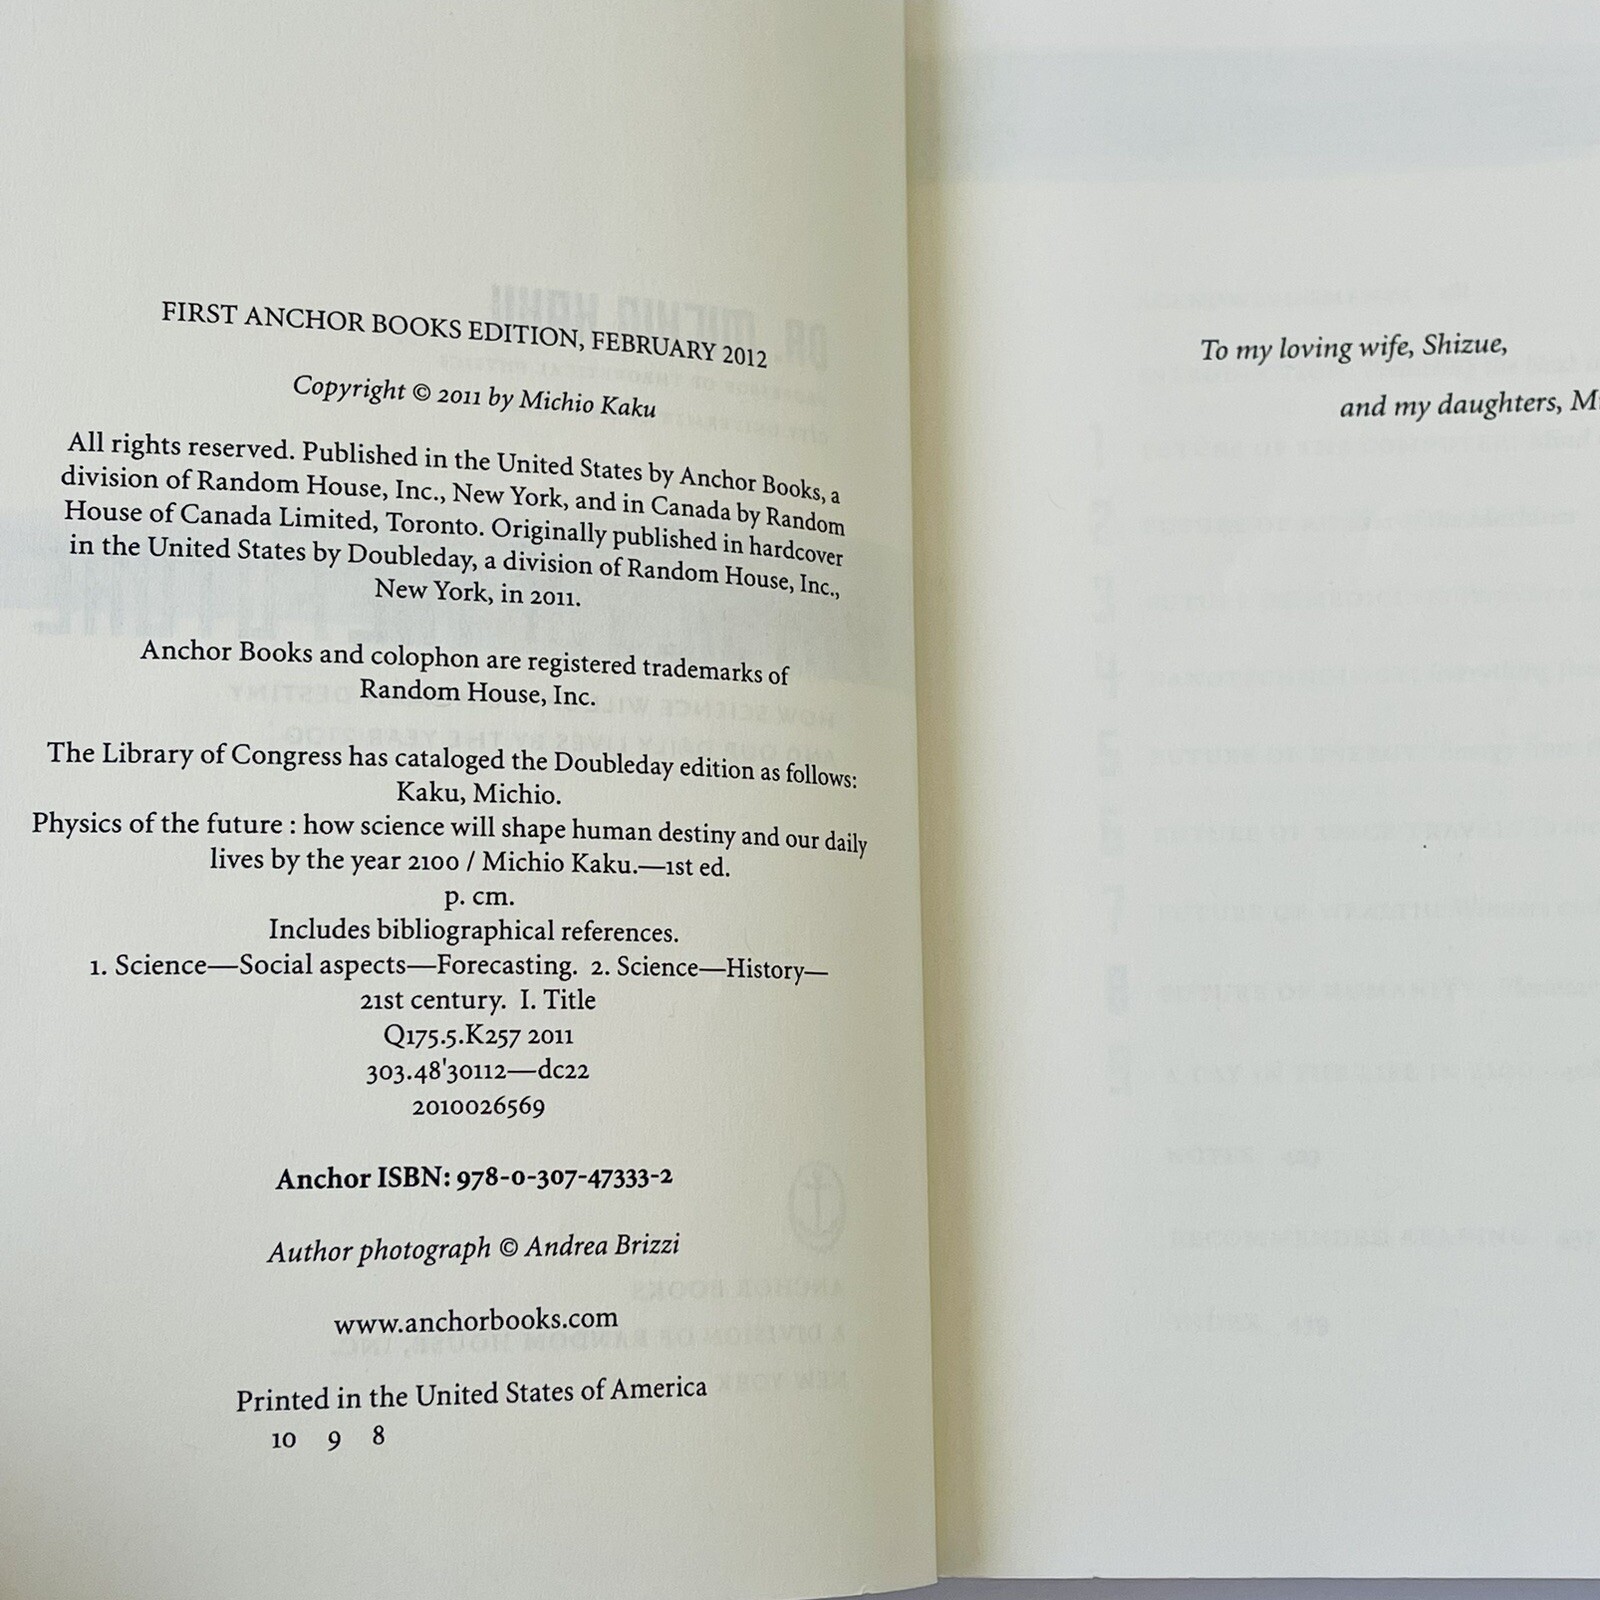 FIRST ANCHOR BOOKS EDITION, FEBRUARY 2012
Copyright © 2011 by Michio Kaku
All rights reserved. Published in the United States by Anchor Books, a
division of Random House, Inc., New York, and in Canada by Random
House of Canada Limited, Toronto. Originally published in hardcover
in the United States by Doubleday, a division of Random House, Inc.,
New York, in 2011.
Anchor Books and colophon are registered trademarks of
Random House, Inc.
The Library of Congress has cataloged the Doubleday edition as follows:
Kaku, Michio.
Physics of the future : how science will shape human destiny and our daily
lives by the year 2100 / Michio Kaku.—1st ed.
p. cm.
Includes bibliographical references.
1. Science—Social aspects—Forecasting. 2. Science—History—
21st century. I. Title
Q175.5.K257 2011
303.48'30112—dc22
2010026569
Anchor ISBN: 978-0-307-47333-2
Author photograph © Andrea Brizzi
www.anchorbooks.com
Printed in the United States of America
10 9 8
To my loving wife, Shizue,
and my daughters,